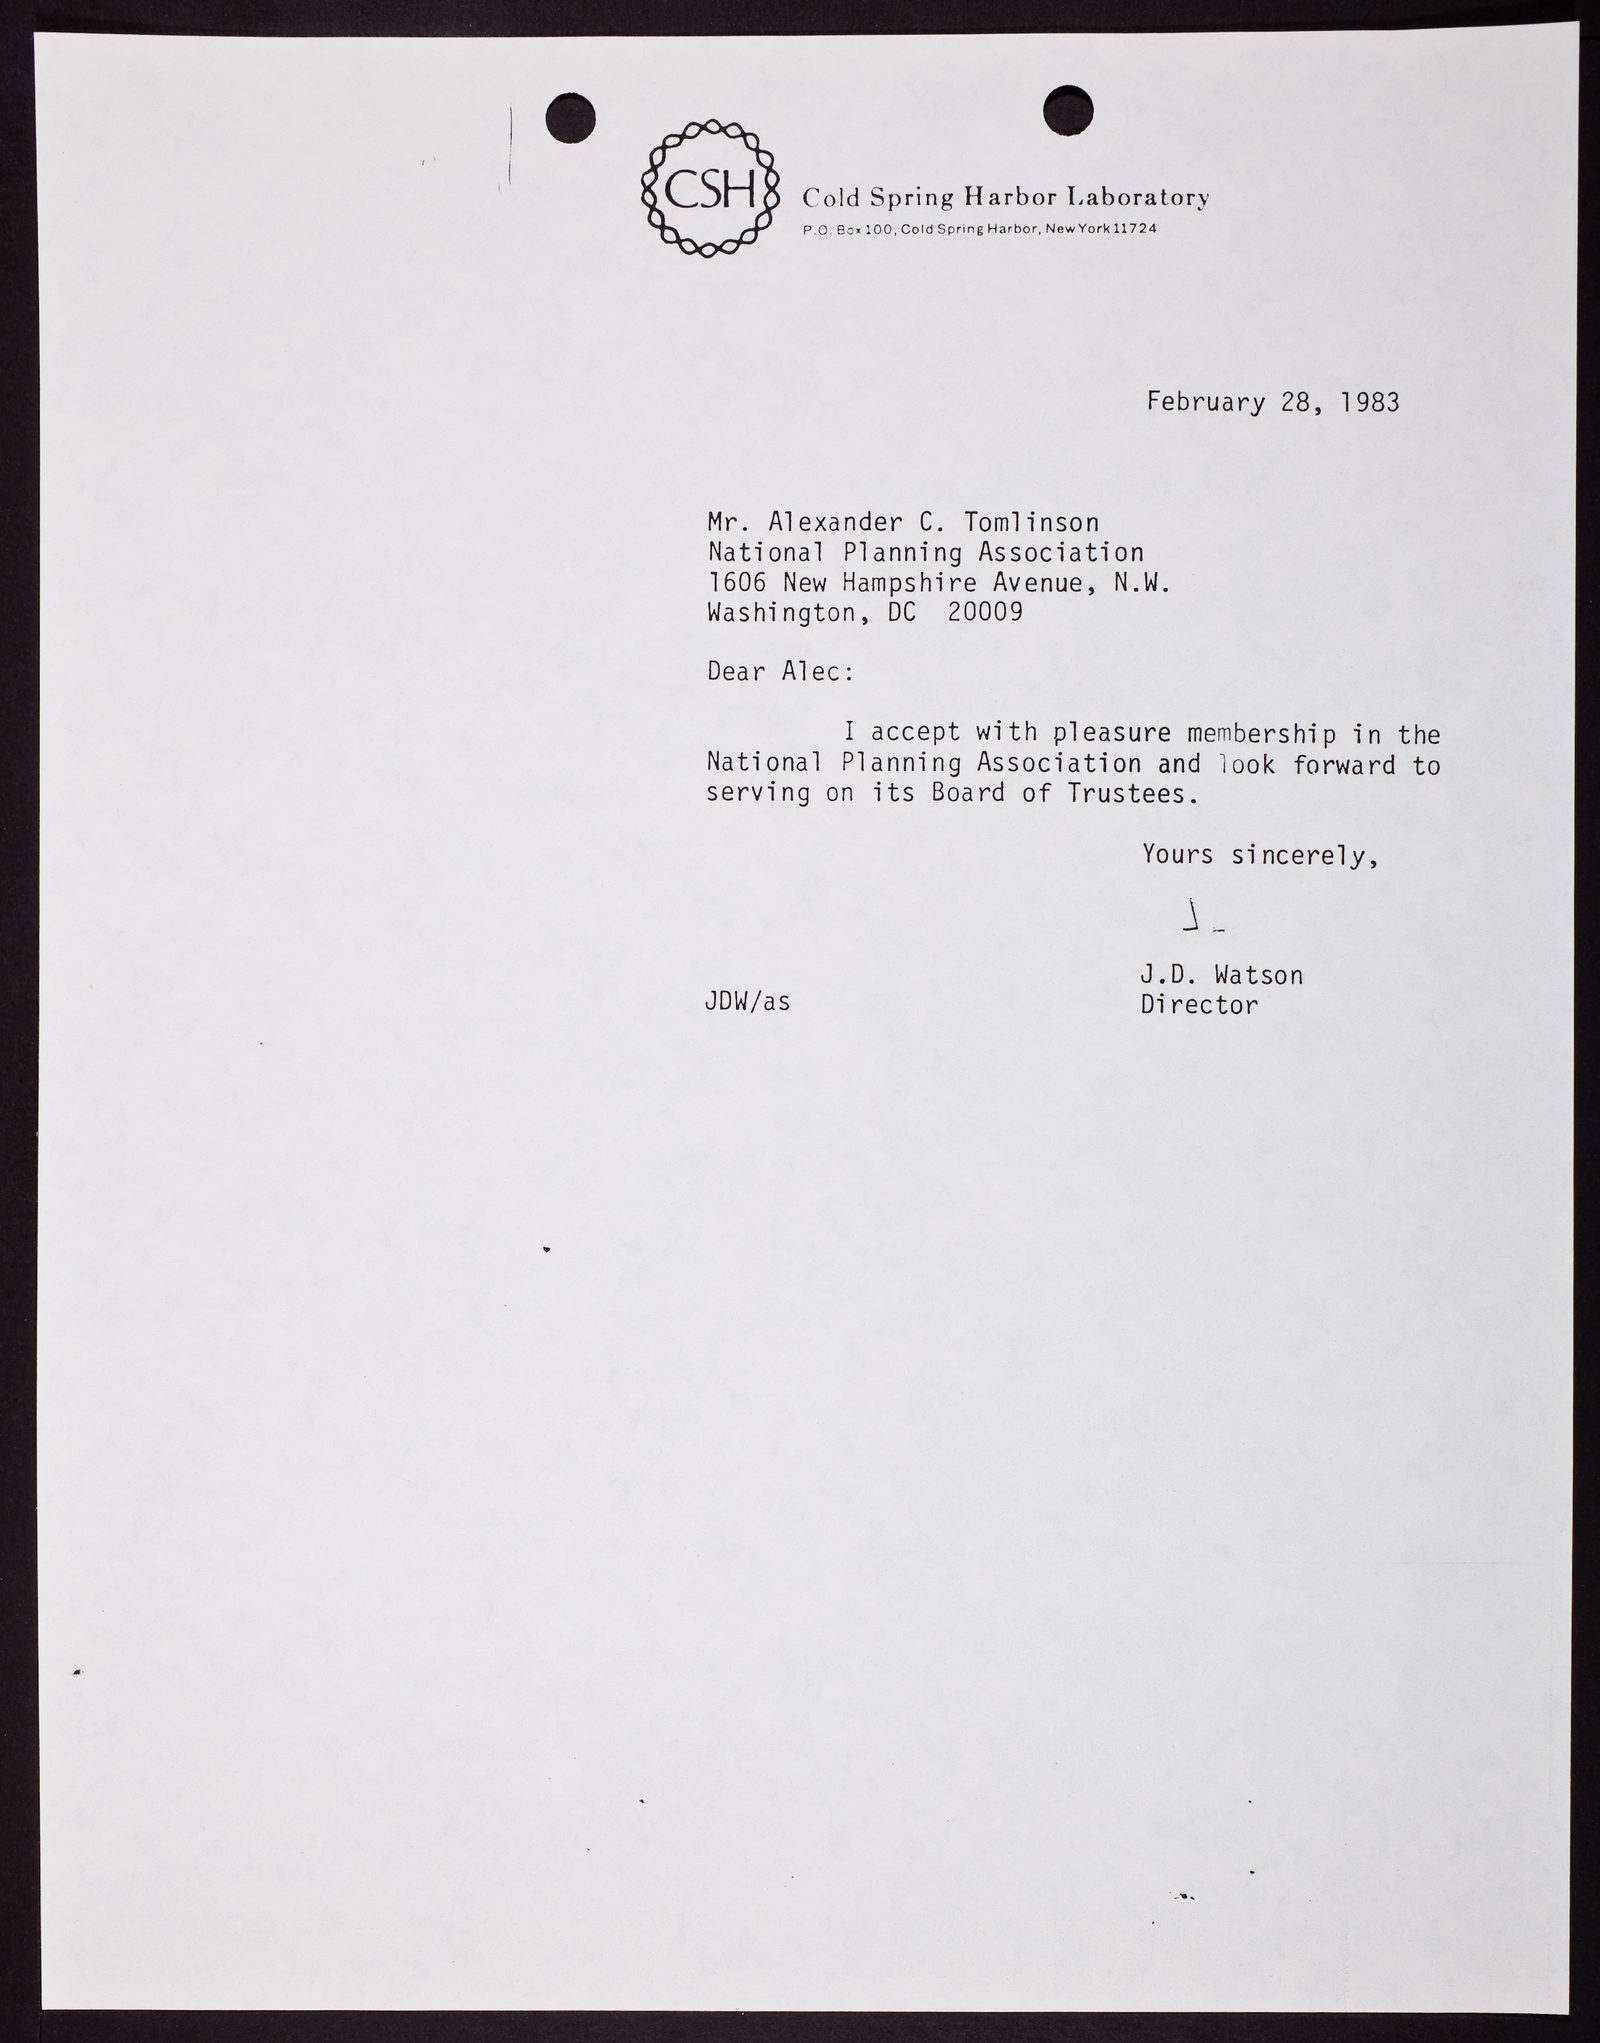 CSH
Cold Spring Harbor Laboratory
P.O. Box 100, Cold Spring Harbor, New York 11724
February 28, 1983
Mr. Alexander C. Tomlinson
National Planning Association
1606 New Hampshire Avenue, N.W.
Washington, DC 20009
Dear Alec:
I accept with pleasure membership in the
National Planning Association and look forward to
serving on its Board of Trustees.
Yours sincerely,
J.D. Watson
JDW/as
Director